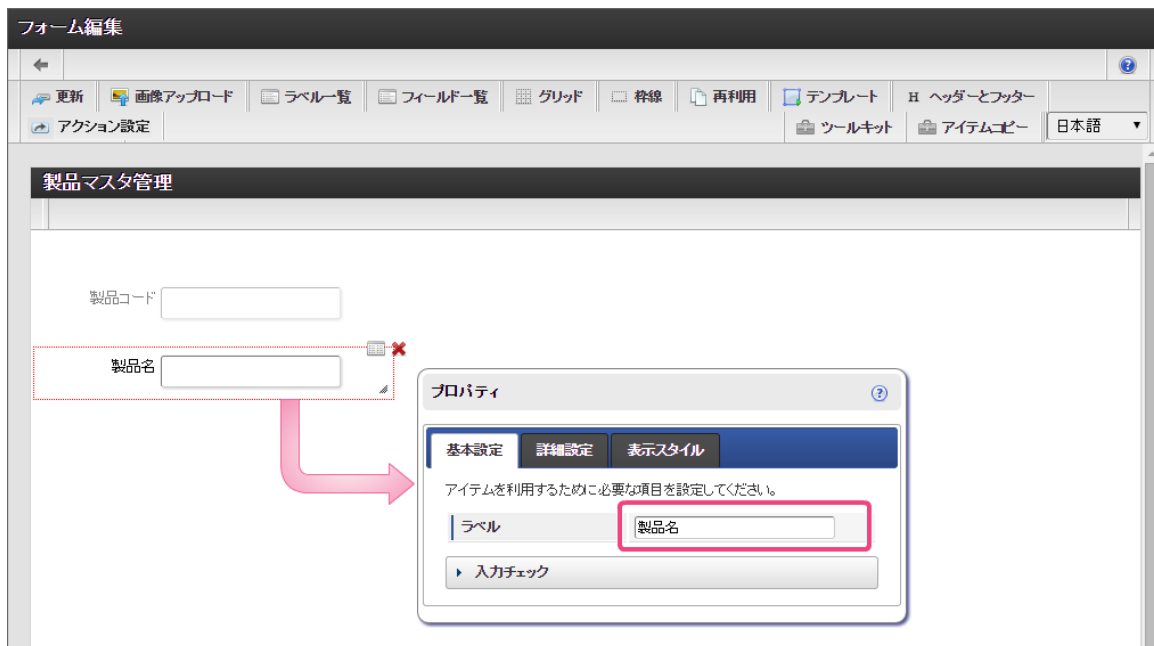 フォーム編集
更新 画像アップロード ラベル一覧 フィールド一覧 グリッド 枠線 再利用 テンプレート H ヘッダーとフッター
アクション設定 ツールキット アイテムコピー 日本語
製品マスタ管理
製品コード
製品名
プロパティ
基本設定 詳細設定 表示スタイル
アイテムを利用するために必要な項目を設定してください。
ラベル 製品名
入力チェック